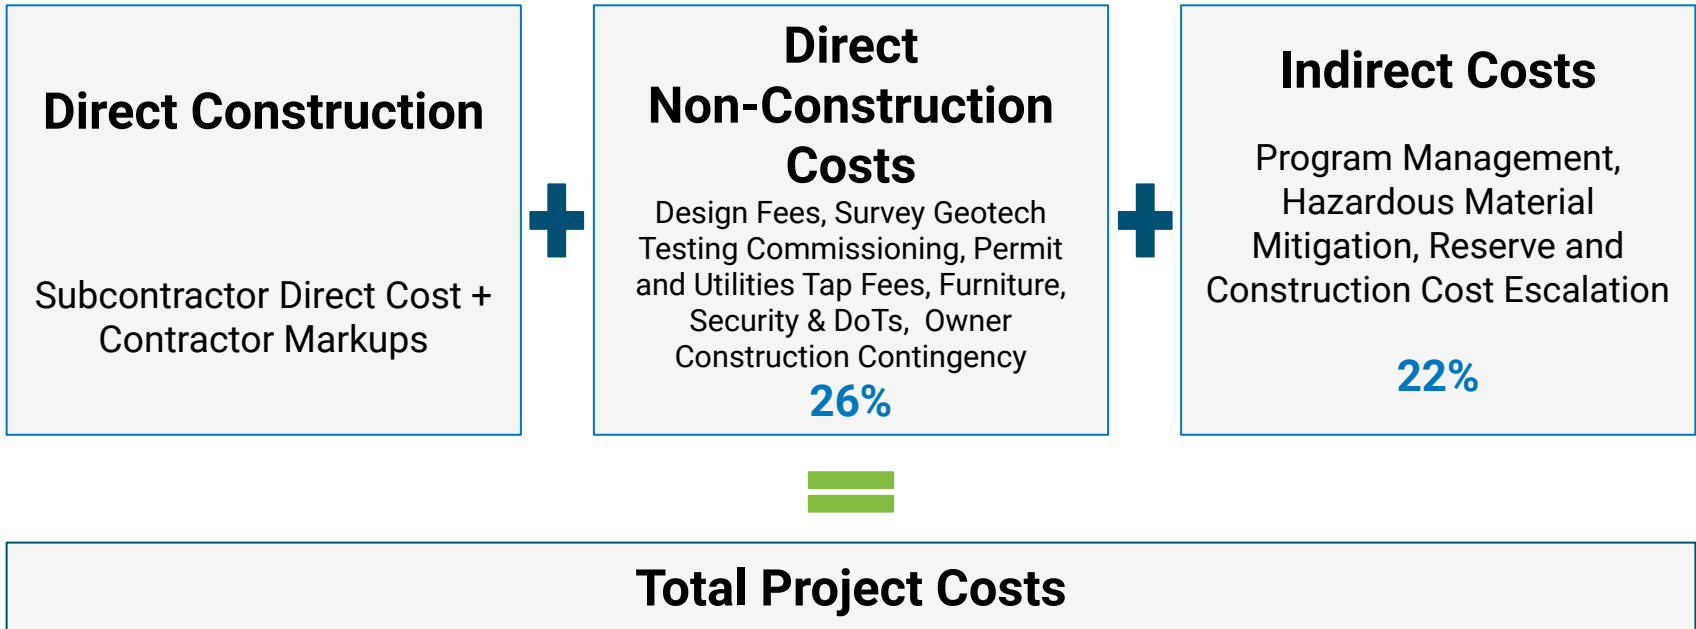 Direct Construction
Subcontractor Direct Cost +
Contractor Markups
Direct
Non-Construction
Costs
Design Fees, Survey Geotech
Testing Commissioning, Permit
and Utilities Tap Fees, Furniture,
Security & DoTs, Owner
Construction Contingency
26%
Indirect Costs
Program Management,
Hazardous Material
Mitigation, Reserve and
Construction Cost Escalation
22%
Total Project Costs